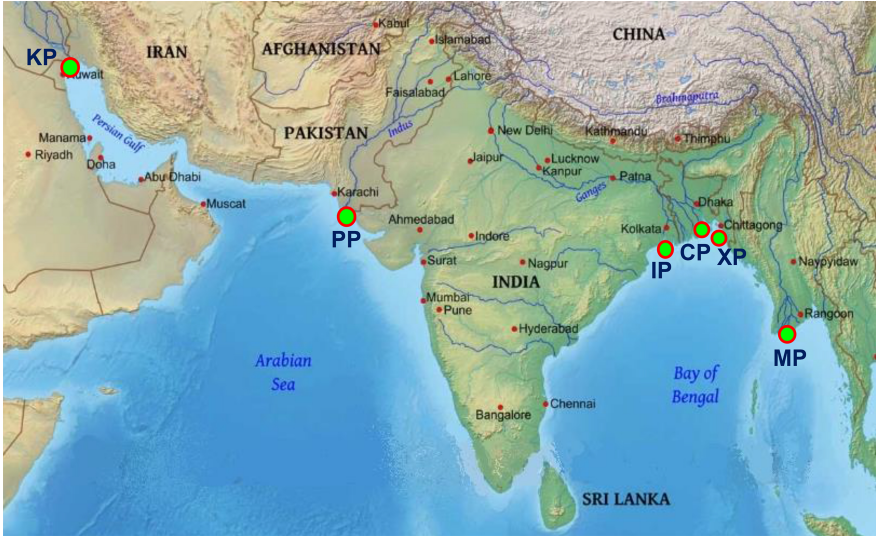 Kabul
CHINA
KP
IRAN
AFGHANISTAN
Islamabad
Kuwait
Lahore
Faisalabad
Brahmaputra
Persian Gulf
PAKISTAN
Indus
New Delhi
Manama
Kathmandu
Thimphu
Riyadh
Doha
Jaipur
Lucknow
Kanpur
Abu Dhabi
Patna
Ganges
Karachi
Muscat
Dhaka
Ahmedabad
Kolkata
Chittagong
PP
Indore
CP
XP
Surat
Nagpur
IP
Naypyidaw
INDIA
Mumbai
Pune
Rangoon
Hyderabad
MP
Arabian
Sea
Bay of
Bengal
Bangalore
Chennai
SRI LANKA